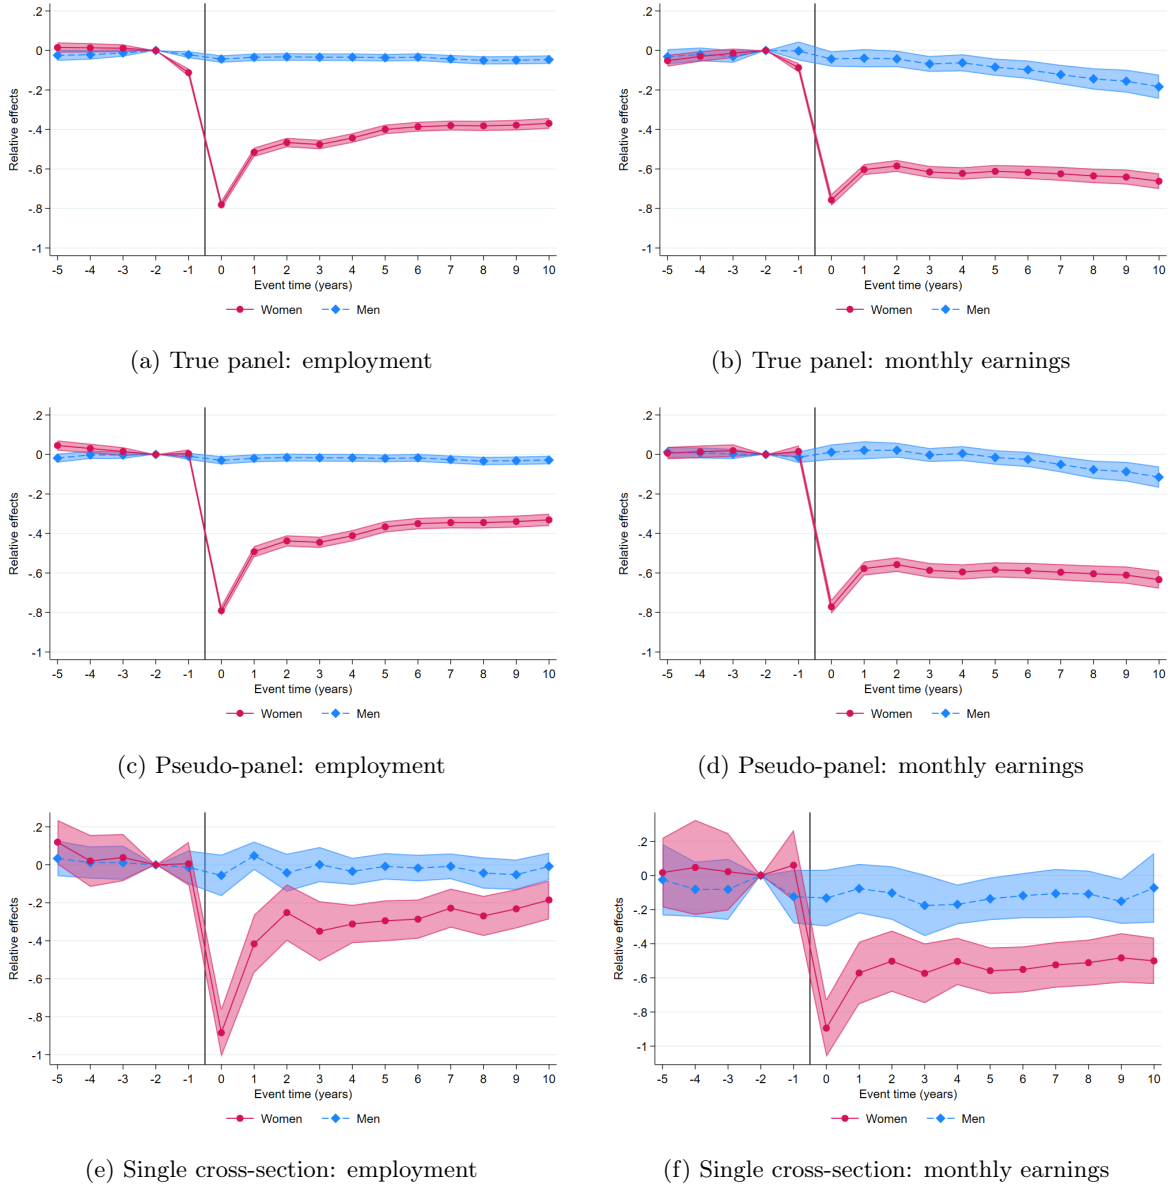 .2
0
-.2
-.4
-.6
-.8
-1
Relative effects
-5 -4 -3 -2 -1 0 1 2 3 4 5 6 7 8 9 10
Event time (years)
Women Men
(a) True panel: employment
.2
0
-.2
-.4
-.6
-.8
-1
Relative effects
-5 -4 -3 -2 -1 0 1 2 3 4 5 6 7 8 9 10
Event time (years)
Women Men
(b) True panel: monthly earnings
.2
0
-.2
-.4
-.6
-.8
-1
Relative effects
-5 -4 -3 -2 -1 0 1 2 3 4 5 6 7 8 9 10
Event time (years)
Women Men
(c) Pseudo-panel: employment
.2
0
-.2
-.4
-.6
-.8
-1
Relative effects
-5 -4 -3 -2 -1 0 1 2 3 4 5 6 7 8 9 10
Event time (years)
Women Men
(d) Pseudo-panel: monthly earnings
.2
0
-.2
-.4
-.6
-.8
-1
Relative effects
-5 -4 -3 -2 -1 0 1 2 3 4 5 6 7 8 9 10
Event time (years)
Women Men
(e) Single cross-section: employment
.2
0
-.2
-.4
-.6
-.8
-1
Relative effects
-5 -4 -3 -2 -1 0 1 2 3 4 5 6 7 8 9 10
Event time (years)
Women Men
(f) Single cross-section: monthly earnings